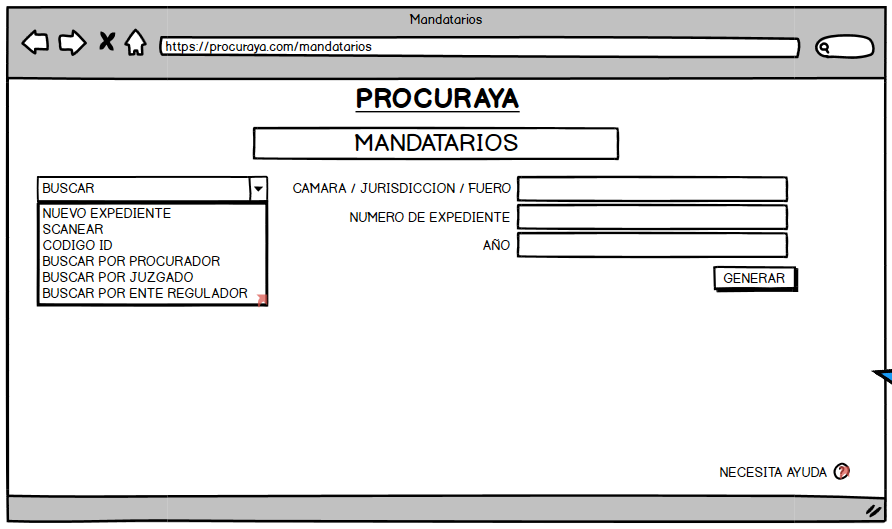 Mandatarios
https://procuraya.com/mandatarios
PROCURAYA
MANDATARIOS
BUSCAR
NUEVO EXPEDIENTE
SCANEAR
CODIGO ID
BUSCAR POR PROCURADOR
BUSCAR POR JUZGADO
BUSCAR POR ENTE REGULADOR
CAMARA / JURISDICCION / FUERO
NUMERO DE EXPEDIENTE
AÑO
GENERAR
NECESITA AYUDA ?